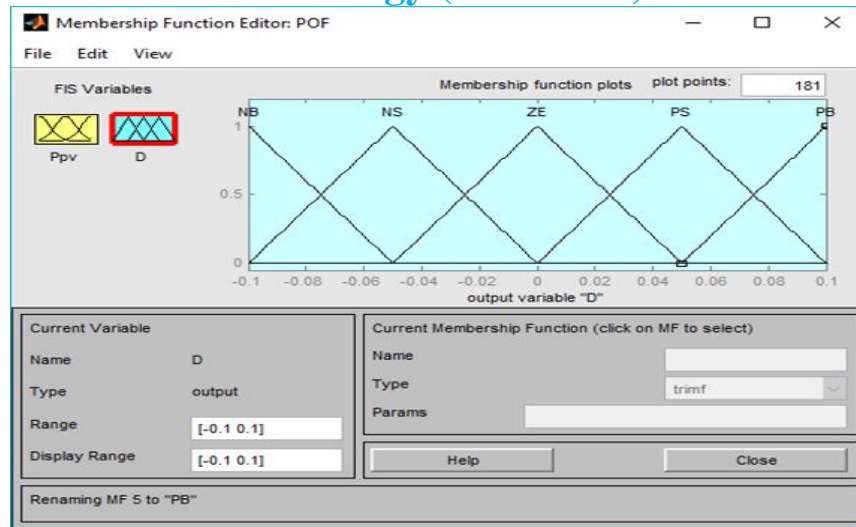 Membership Function Editor: POF
File Edit View
FIS Variables
Ppv D
Membership function plots plot points: 181
NB NS ZE PS PB
1
0.5
0
-0.1 -0.08 -0.06 -0.04 -0.02 0 0.02 0.04 0.06 0.08 0.1
output variable "D"
Current Variable
Name D
Type output
Range [-0.1 0.1]
Display Range [-0.1 0.1]
Current Membership Function (click on MF to select)
Name
Type trimf
Params
Help Close
Renaming MF 5 to "PB"